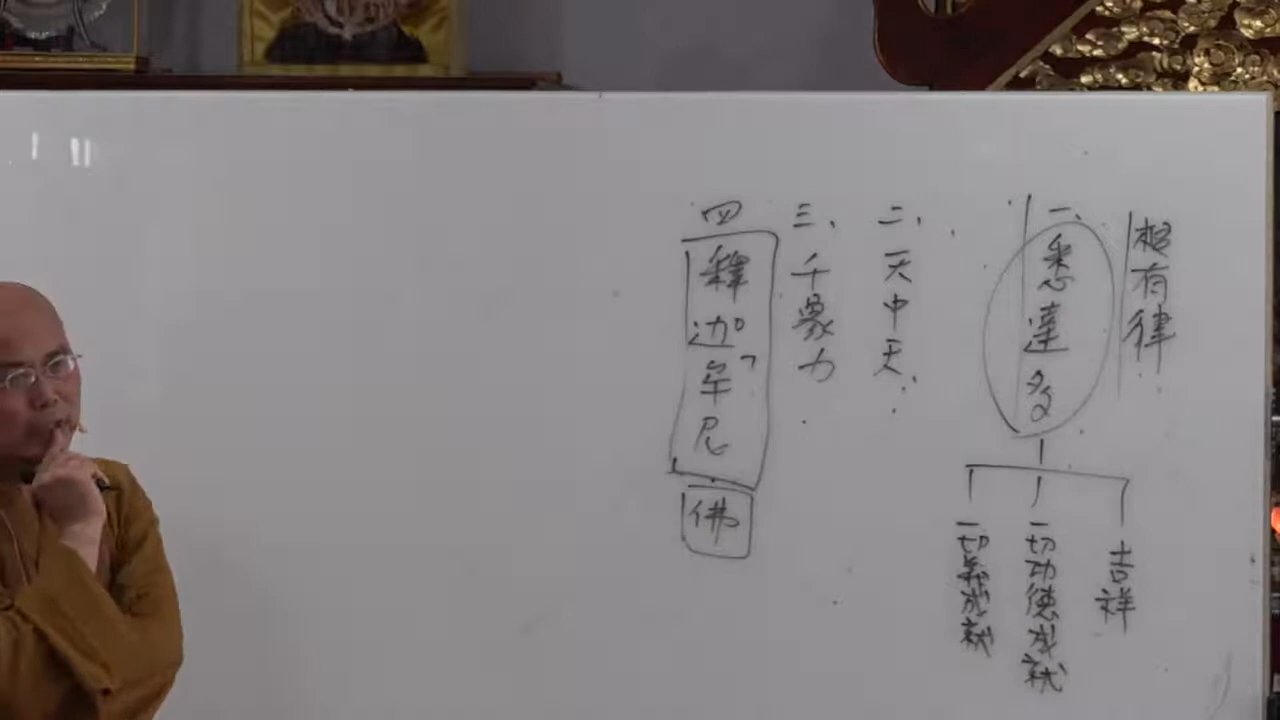 根有律
一、悉達多
吉祥
一切功德成就
一切義成就
二、天中天
三、千象力
四釋迦牟尼
佛